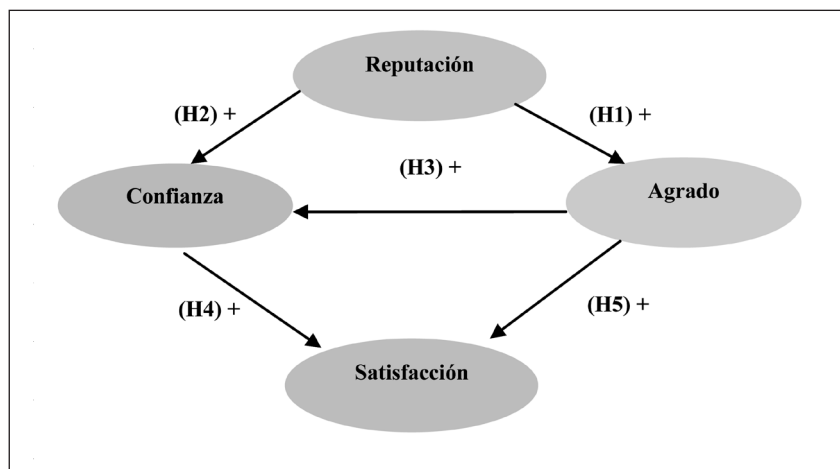 Reputación
(H2) +
(H1) +
(H3) +
Confianza
Agrado
(H4) +
(H5) +
Satisfacción